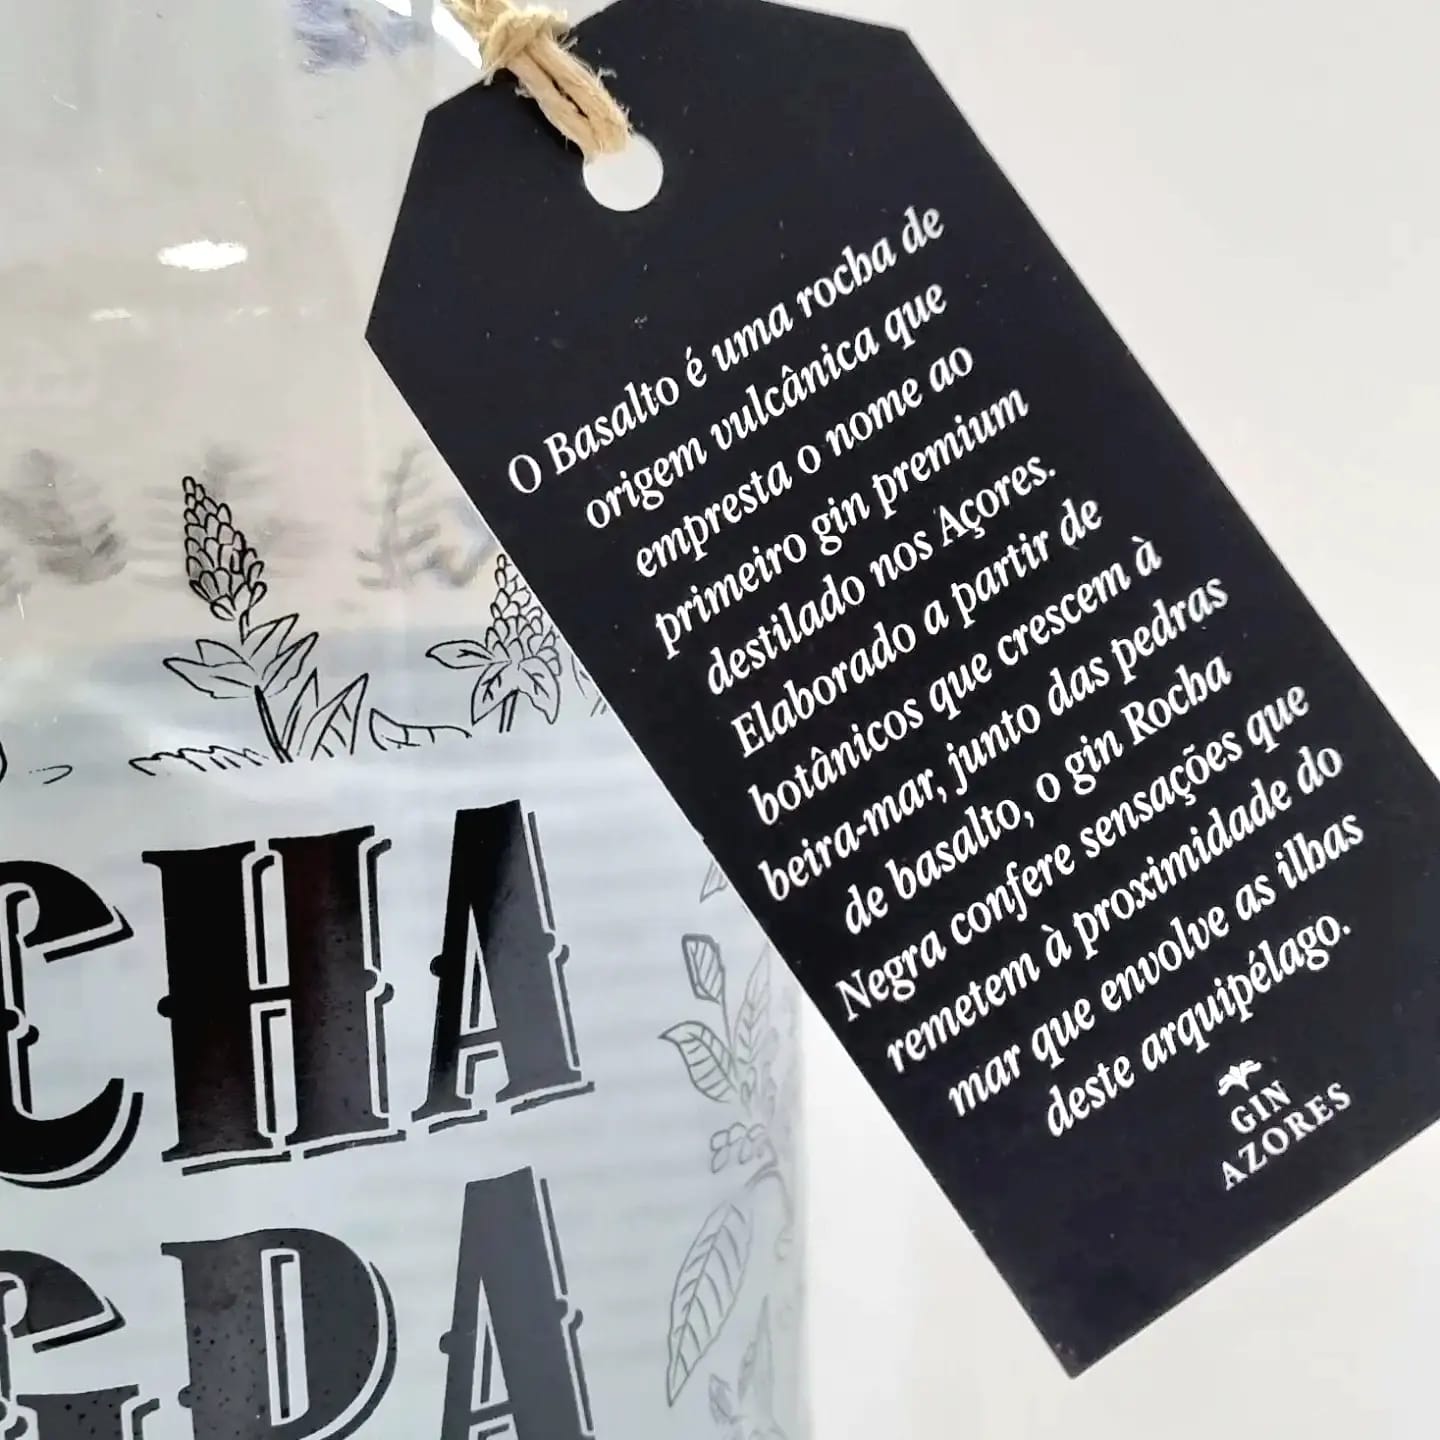 O Basalto é uma rocha de
origem vulcânica que
empresta o nome ao
primeiro gin premium
destilado nos Açores.
Elaborado a partir de
botânicos que crescem à
beira-mar, junto das pedras
de basalto, o gin Rocha
Negra confere sensações que
remetem à proximidade do
mar que envolve as ilhas
deste arquipélago.
GIN
AZORES
CHA
GRA